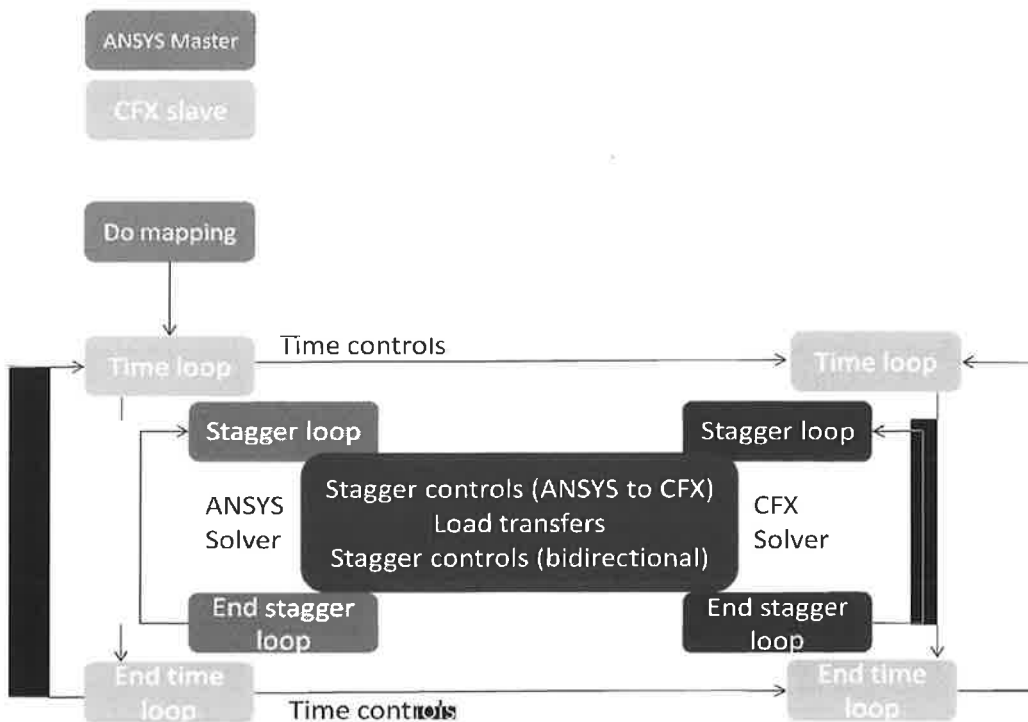 ANSYS Master
CFX slave
Do mapping
Time loop
Time controls
Time loop
Stagger loop
Stagger loop
ANSYS
Solver
Stagger controls (ANSYS to CFX)
Load transfers
Stagger controls (bidirectional)
CFX
Solver
End stagger
loop
End stagger
loop
End time
loop
Time controls
End time
loop